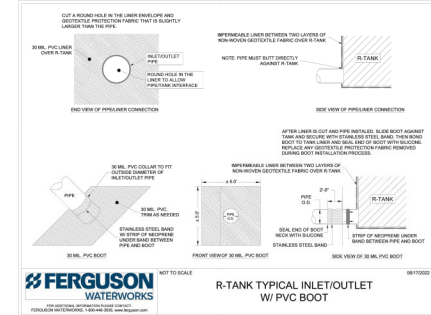 CUT A ROUND HOLE IN THE LINER ENVELOPE AND
GEOTEXTILE PROTECTION FABRIC THAT IS SLIGHTLY
LARGER THAN THE PIPE.
30 MIL. PVC LINER
OVER R-TANK
INLET/OUTLET
PIPE
ROUND HOLE IN THE
LINER TO ALLOW
PIPE/TANK INTERFACE
END VIEW OF PIPE/LINER CONNECTION
IMPERMEABLE LINER BETWEEN TWO LAYERS OF
NON-WOVEN GEOTEXTILE FABRIC OVER R-TANK
NOTE: PIPE MUST BUTT DIRECTLY
AGAINST R-TANK
R-TANK
SIDE VIEW OF PIPE/LINER CONNECTION
AFTER LINER IS CUT AND PIPE INSTALED, SLIDE BOOT AGAINST
TANK AND SECURE WITH STAINLESS STEEL BAND, THEN BOND
BOOT TO TANK LINER AND SEAL END OF BOOT WITH SILICONE.
REPLACE ANY GEOTEXTILE PROTECTION FABRIC REMOVED
DURING BOOT INSTALLATION PROCESS.
30 MIL. PVC COLLAR TO FIT
OUTSIDE DIAMETER OF
INLET/OUTLET PIPE
PIPE
30 MIL. PVC,
TRIM AS NEEDED
STAINLESS STEEL BAND
W/ STRIP OF NEOPRENE
UNDER BAND BETWEEN
PIPE AND BOOT
30 MIL. PVC BOOT
± 5.0'
± 5.0'
PIPE
O.D.
FRONT VIEW OF 30 MIL. PVC BOOT
IMPERMEABLE LINER BETWEEN TWO LAYERS OF
NON-WOVEN GEOTEXTILE FABRIC OVER R-TANK
2'-0"
PIPE
O.D.
R-TANK
SEAL END OF BOOT
NECK WITH SILICONE
STAINLESS STEEL BAND
STRIP OF NEOPRENE UNDER
BAND BETWEEN PIPE AND BOOT
SIDE VIEW OF 30 MIL PVC BOOT
FERGUSON
WATERWORKS
FOR ADDITIONAL INFORMATION PLEASE CONTACT:
FERGUSON WATERWORKS, 1-800-448-3636, www.ferguson.com
NOT TO SCALE
08/17/2022
R-TANK TYPICAL INLET/OUTLET
W/ PVC BOOT